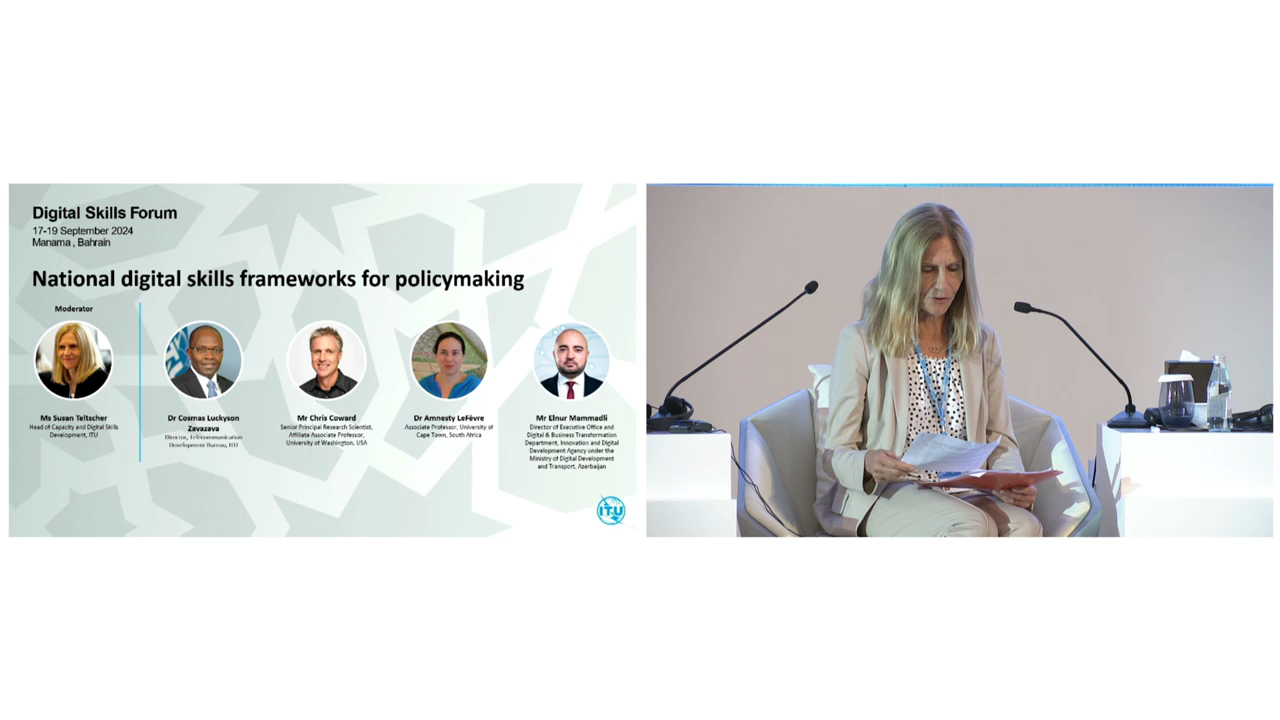 Digital Skills Forum
17-19 September 2024
Manama , Bahrain
National digital skills frameworks for policymaking
Moderator
Ms Susan Teltscher
Head of Capacity and Digital Skills
Development, ITU
Dr Cosmas Luckyson
Zavazava
Director, Telecommunication
Development Bureau, ITU
Mr Chris Coward
Senior Principal Research Scientist.
Affiliate Associate Professor,
University of Washington, USA
Dr Amnesty LeFèvre
Associate Professor, University of
Cape Town, South Africa
Mr Elnur Mammadli
Director of Executive Office and
Digital & Business Transformation
Department, Innovation and Digital
Development Agency under the
Ministry of Digital Development
and Transport, Azerbaijan
ITU